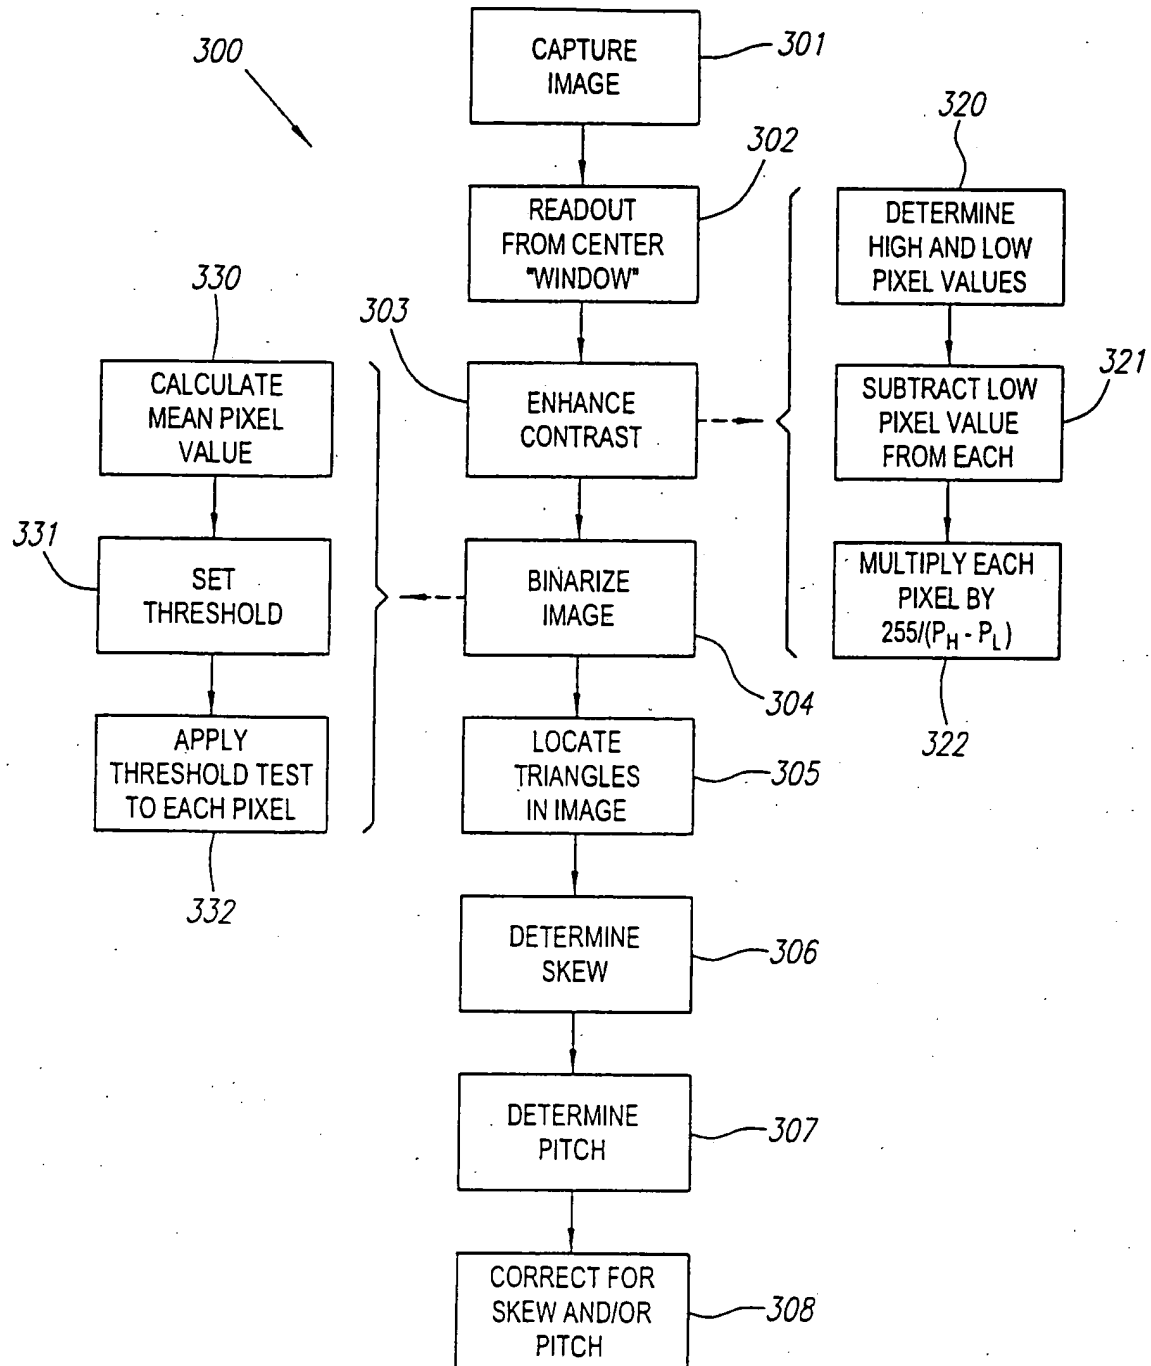 300
CAPTURE
IMAGE
301
302
READOUT
FROM CENTER
"WINDOW"
320
DETERMINE
HIGH AND LOW
PIXEL VALUES
330
CALCULATE
MEAN PIXEL
VALUE
303
ENHANCE
CONTRAST
321
SUBTRACT LOW
PIXEL VALUE
FROM EACH
331
SET
THRESHOLD
BINARIZE
IMAGE
304
MULTIPLY EACH
PIXEL BY
255/(PH - PL)
322
APPLY
THRESHOLD TEST
TO EACH PIXEL
332
LOCATE
TRIANGLES
IN IMAGE
305
DETERMINE
SKEW
306
DETERMINE
PITCH
307
CORRECT FOR
SKEW AND/OR
PITCH
308